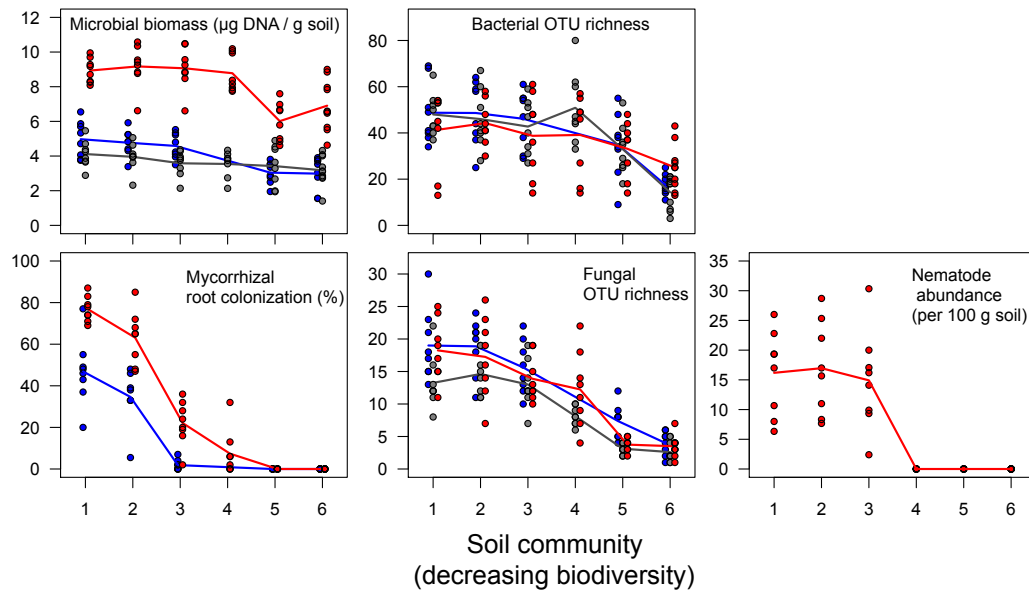 Microbial biomass (µg DNA / g soil)
12
10
8
6
4
2
0
Bacterial OTU richness
80
60
40
20
0
Mycorrhizal
root colonization (%)
100
80
60
40
20
0
1 2 3 4 5 6
Fungal
OTU richness
30
25
20
15
10
5
0
1 2 3 4 5 6
Nematode
abundance
(per 100 g soil)
35
30
25
20
15
10
5
0
1 2 3 4 5 6
Soil community
(decreasing biodiversity)